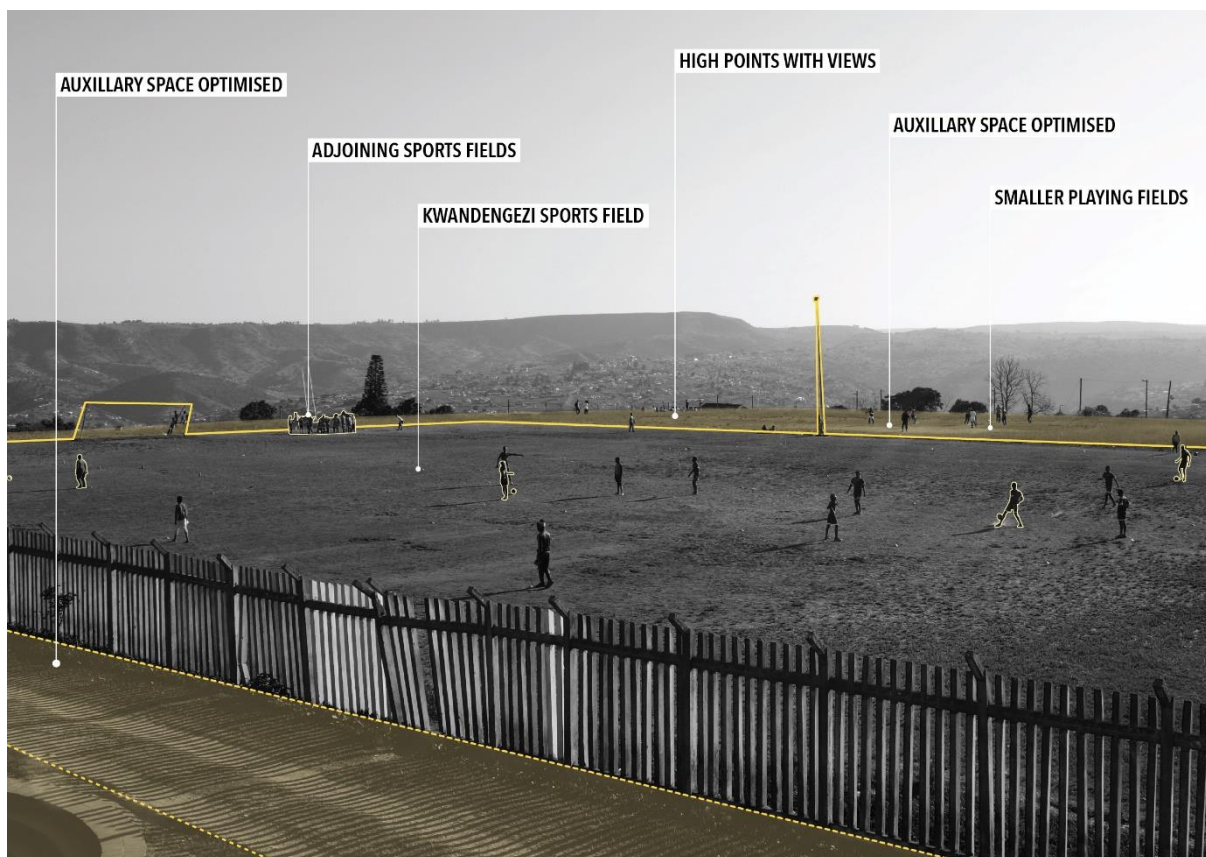 HIGH POINTS WITH VIEWS
AUXILLARY SPACE OPTIMISED
AUXILLARY SPACE OPTIMISED
ADJOINING SPORTS FIELDS
SMALLER PLAYING FIELDS
KWANDENGEZI SPORTS FIELD